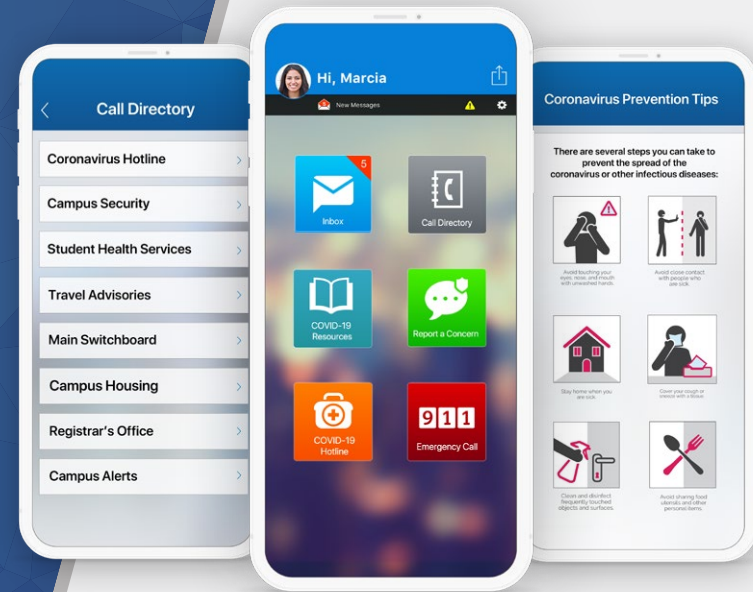 Call Directory
Coronavirus Hotline
Campus Security
Student Health Services
Travel Advisories
Main Switchboard
Campus Housing
Registrar's Office
Campus Alerts
Hi, Marcia
New Messages
5
Inbox
Call Directory
COVID-19
Resources
Report a Concern
COVID-19
Hotline
911
Emergency Call
Coronavirus Prevention Tips
There are several steps you can take to
prevent the spread of the
coronavirus or other infectious diseases:
Avoid touching your
eyes, nose, and mouth
with unwashed hands.
Avoid close contact
with people who
are sick.
Stay home when you
are sick.
Cover your cough or
sneeze with a tissue.
Clean and disinfect
frequently touched
objects and surfaces.
Avoid sharing food
utensils and other
personal items.